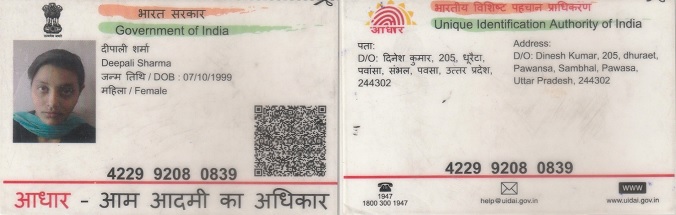 भारत सरकार
Government of India
दीपाली शर्मा
Deepali Sharma
जन्म तिथि / DOB : 07/10/1999
महिला / Female
4229 9208 0839
आधार - आम आदमी का अधिकार
आधार
भारतीय विशिष्ट पहचान प्राधिकरण
Unique Identification Authority of India
पता:
D/O: दिनेश कुमार, 205, धूरैटा,
पवांसा, संभल, पवसा, उत्तर प्रदेश,
244302
Address:
D/O: Dinesh Kumar, 205, dhuraet,
Pawansa, Sambhal, Pawasa,
Uttar Pradesh, 244302
4229 9208 0839
1947
1800 300 1947
help@uidai.gov.in
www
www.uidai.gov.in